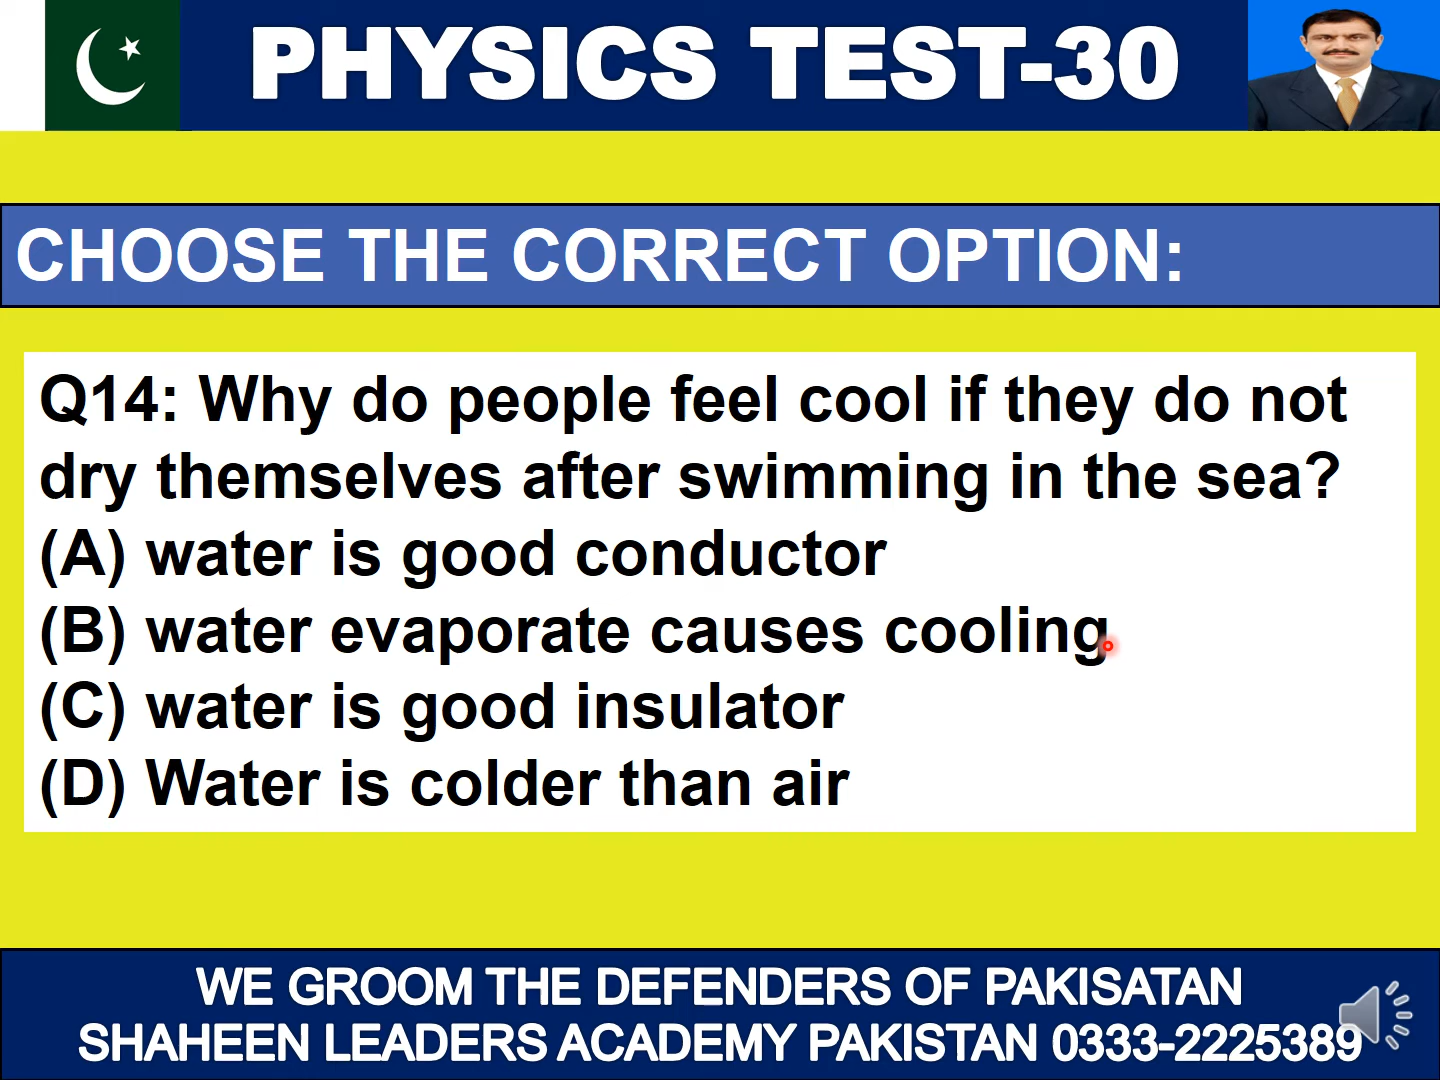 PHYSICS TEST-30
CHOOSE THE CORRECT OPTION:
Q14: Why do people feel cool if they do not
dry themselves after swimming in the sea?
(A) water is good conductor
(B) water evaporate causes cooling
(C) water is good insulator
(D) Water is colder than air
WE GROOM THE DEFENDERS OF PAKISATAN
SHAHEEN LEADERS ACADEMY PAKISTAN 0333-2225389